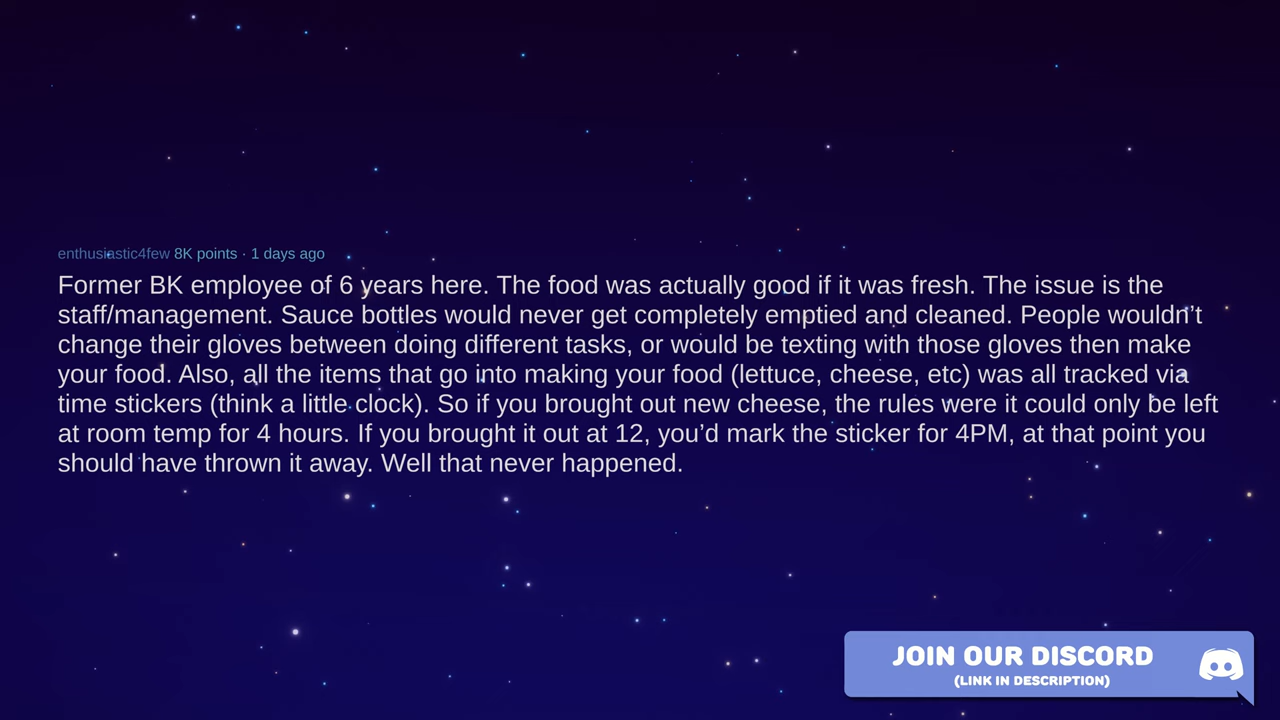 enthusiastic4few 8K points · 1 days ago
Former BK employee of 6 years here. The food was actually good if it was fresh. The issue is the
staff/management. Sauce bottles would never get completely emptied and cleaned. People wouldn’t
change their gloves between doing different tasks, or would be texting with those gloves then make
your food. Also, all the items that go into making your food (lettuce, cheese, etc) was all tracked via
time stickers (think a little clock). So if you brought out new cheese, the rules were it could only be left
at room temp for 4 hours. If you brought it out at 12, you’d mark the sticker for 4PM, at that point you
should have thrown it away. Well that never happened.
JOIN OUR DISCORD
(LINK IN DESCRIPTION)